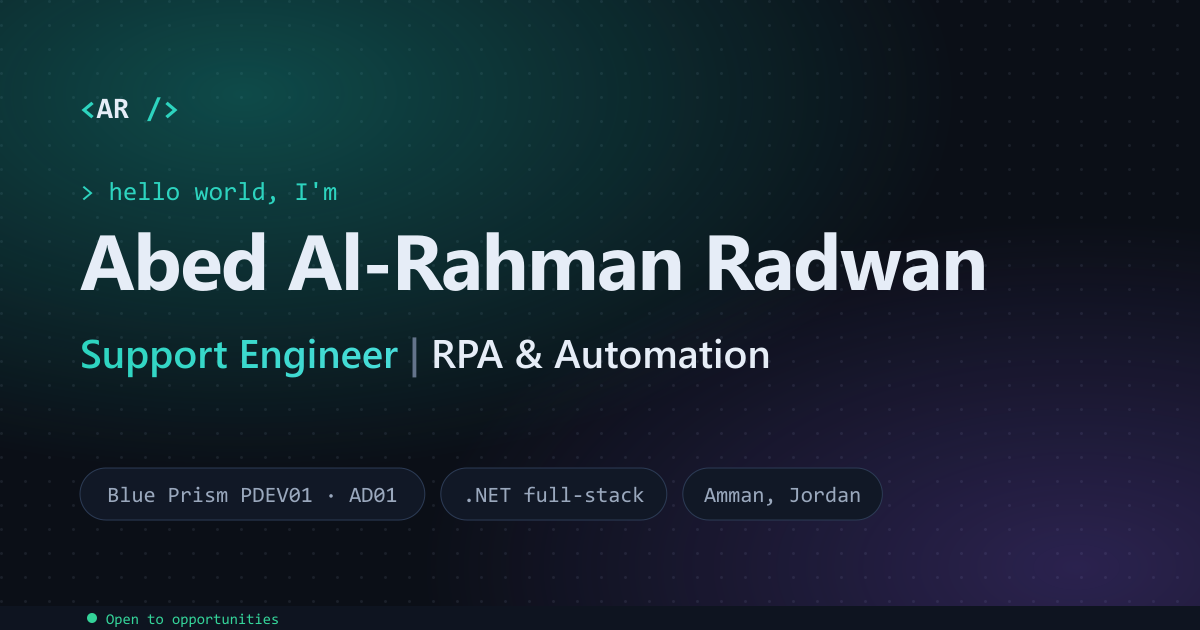 <AR />
> hello world, I'm
Abed Al-Rahman Radwan
Support Engineer | RPA & Automation
Blue Prism PDEV01 · AD01
.NET full-stack
Amman, Jordan
Open to opportunities